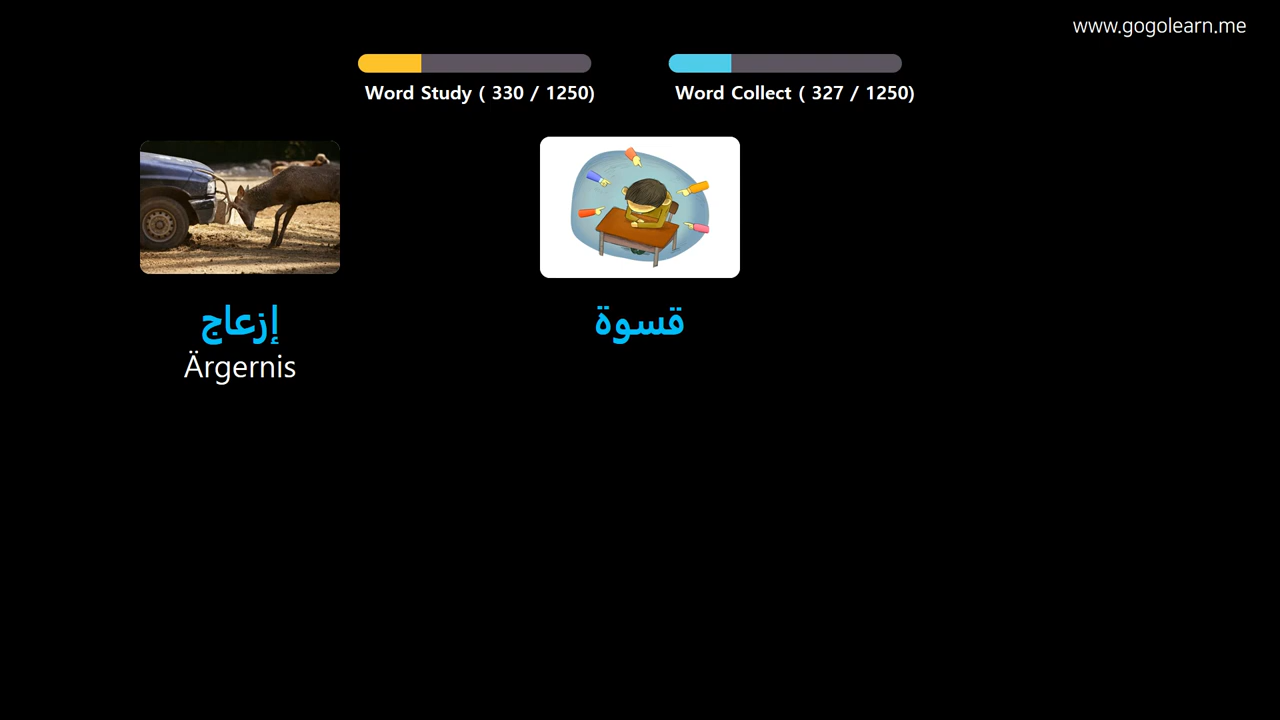 www.gogolearn.me
Word Study ( 330 / 1250)
Word Collect ( 327 / 1250)
إزعاج
Ärgernis
قسوة